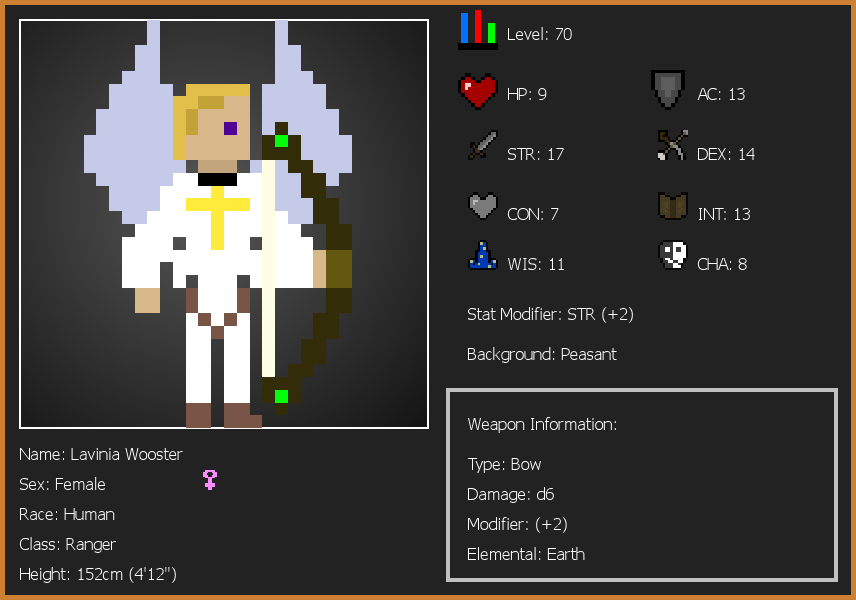 Level: 70
HP: 9
AC: 13
STR: 17
DEX: 14
CON: 7
INT: 13
WIS: 11
CHA: 8
Stat Modifier: STR (+2)
Background: Peasant
Weapon Information:
Type: Bow
Damage: d6
Modifier: (+2)
Elemental: Earth
Name: Lavinia Wooster
Sex: Female
Race: Human
Class: Ranger
Height: 152cm (4'12")